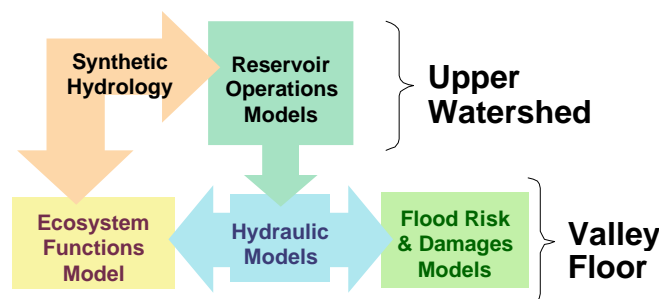 Synthetic
Hydrology
Reservoir
Operations
Models
Upper
Watershed
Ecosystem
Functions
Model
Hydraulic
Models
Flood Risk
& Damages
Models
Valley
Floor